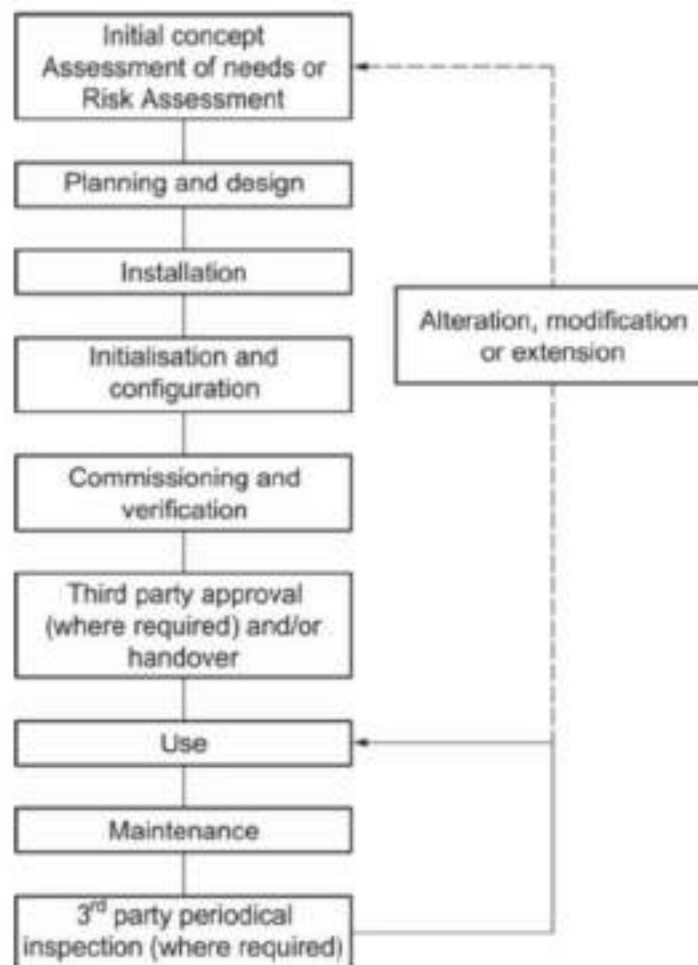 Initial concept
Assessment of needs or
Risk Assessment
Planning and design
Installation
Alteration, modification
or extension
Initialisation and
configuration
Commissioning and
verification
Third party approval
(where required) and/or
handover
Use
Maintenance
3rd party periodical
inspection (where required)